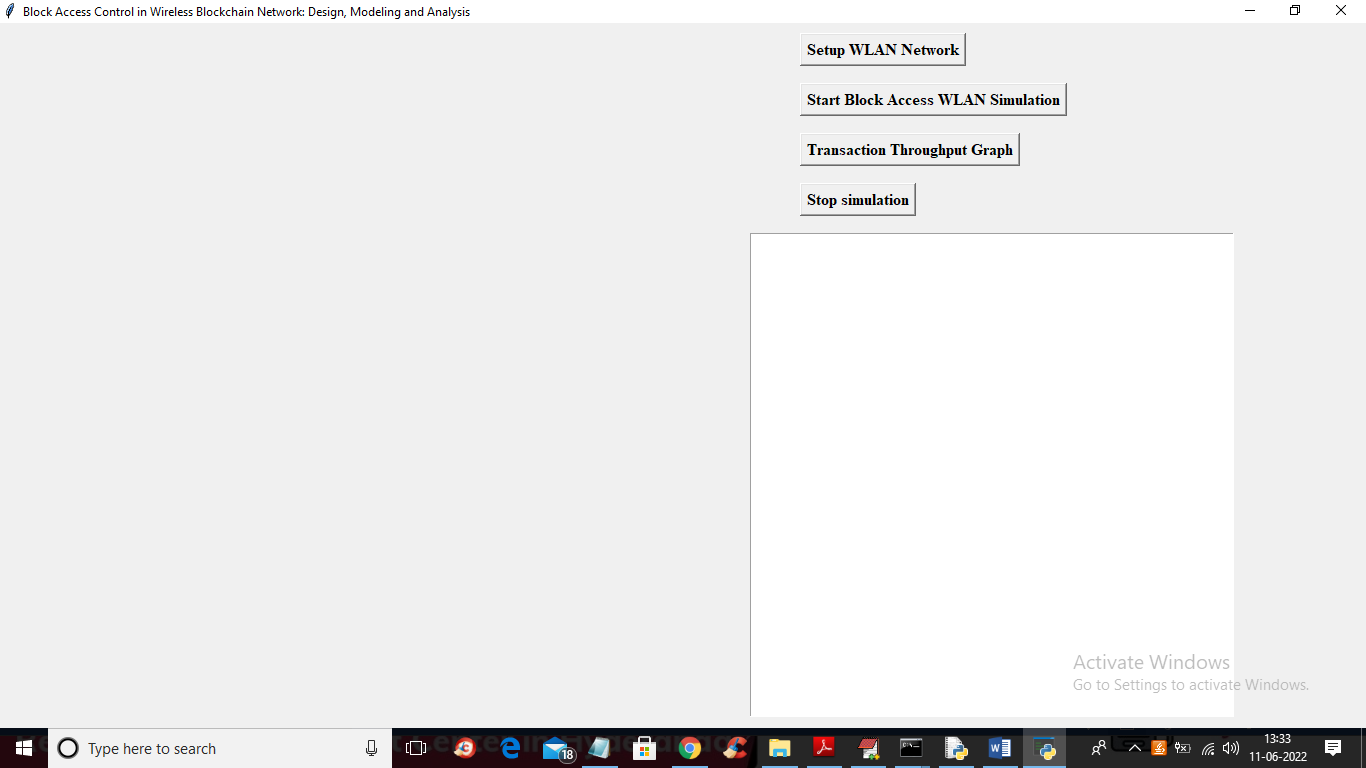 Block Access Control in Wireless Blockchain Network: Design, Modeling and Analysis
Setup WLAN Network
Start Block Access WLAN Simulation
Transaction Throughput Graph
Stop simulation
Activate Windows
Go to Settings to activate Windows.
Type here to search
18
13:33
11-06-2022